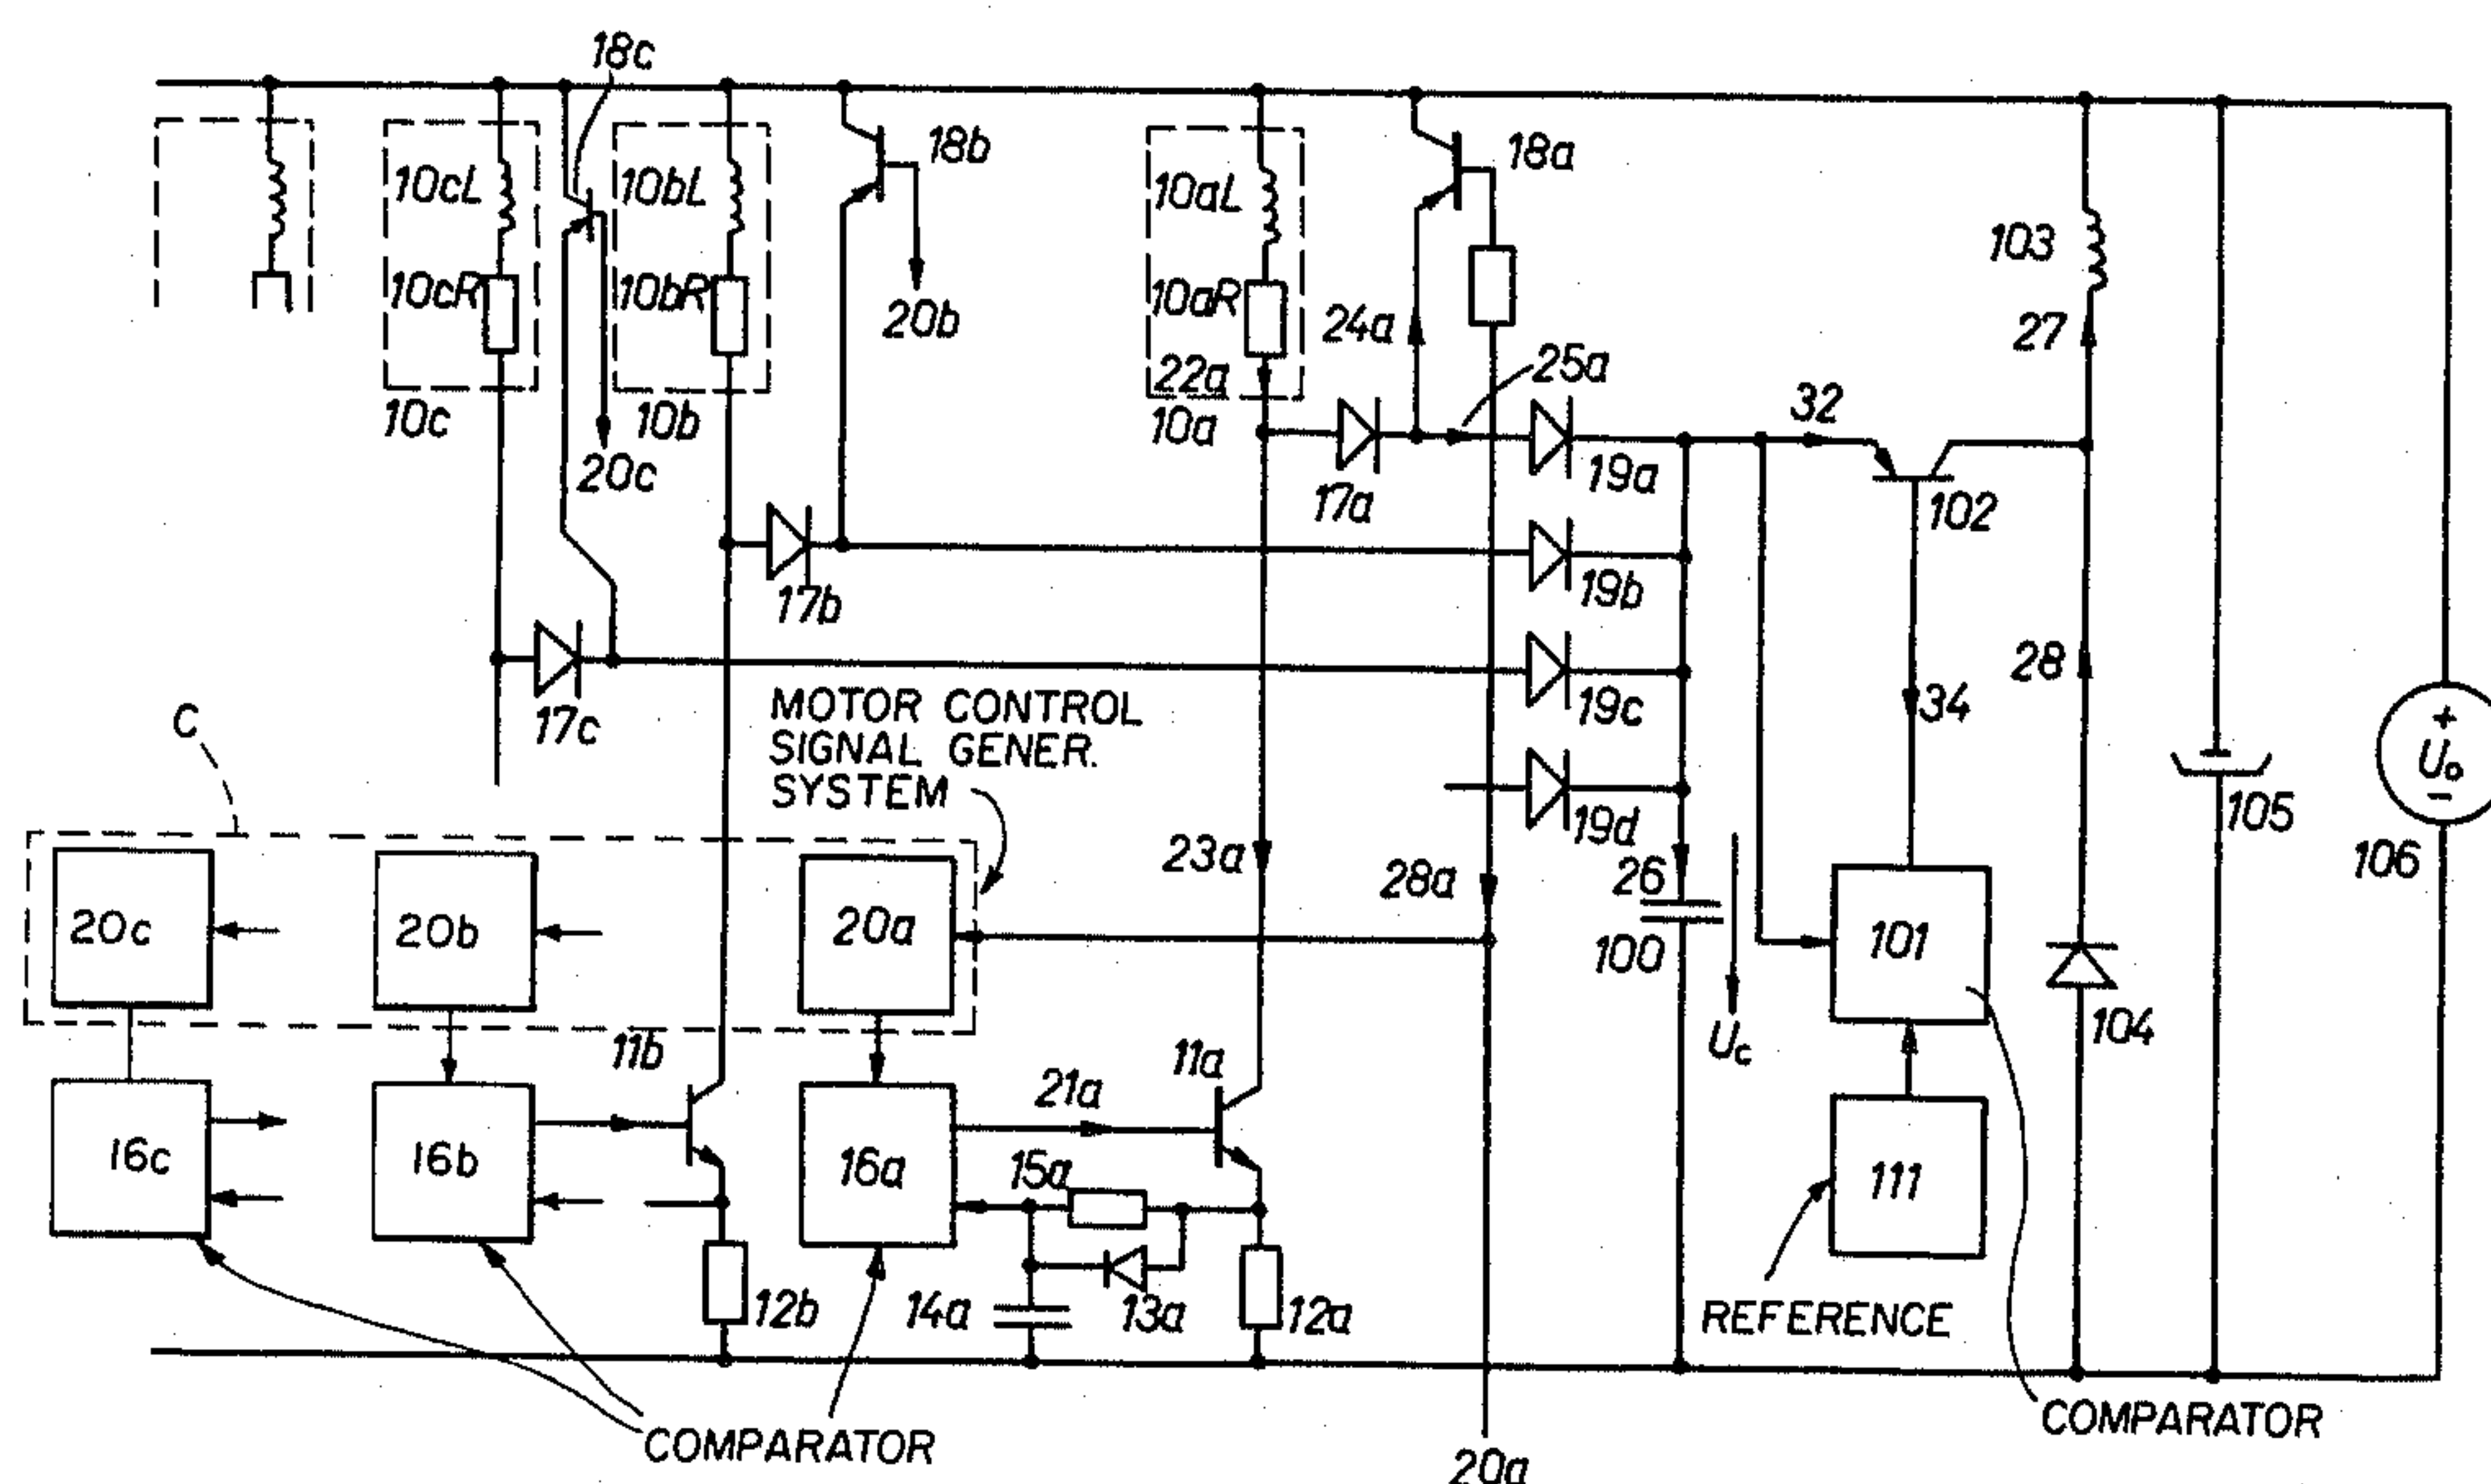 18c
18b
18a
10cL
10bL
10aL
103
10cR
10bR
20b
10aR
24a
27
22a
25a
32
10c
10b
10a
20c
19a
17a
102
17b
19b
C
17c
MOTOR CONTROL
SIGNAL GENER.
SYSTEM
19c
34
28
+
Uo
−
105
19d
23a
28a
26
106
20c
20b
20a
100
101
11b
11a
Uc
104
21a
16c
16b
16a
15a
111
12b
14a
13a
12a
REFERENCE
COMPARATOR
COMPARATOR
20a